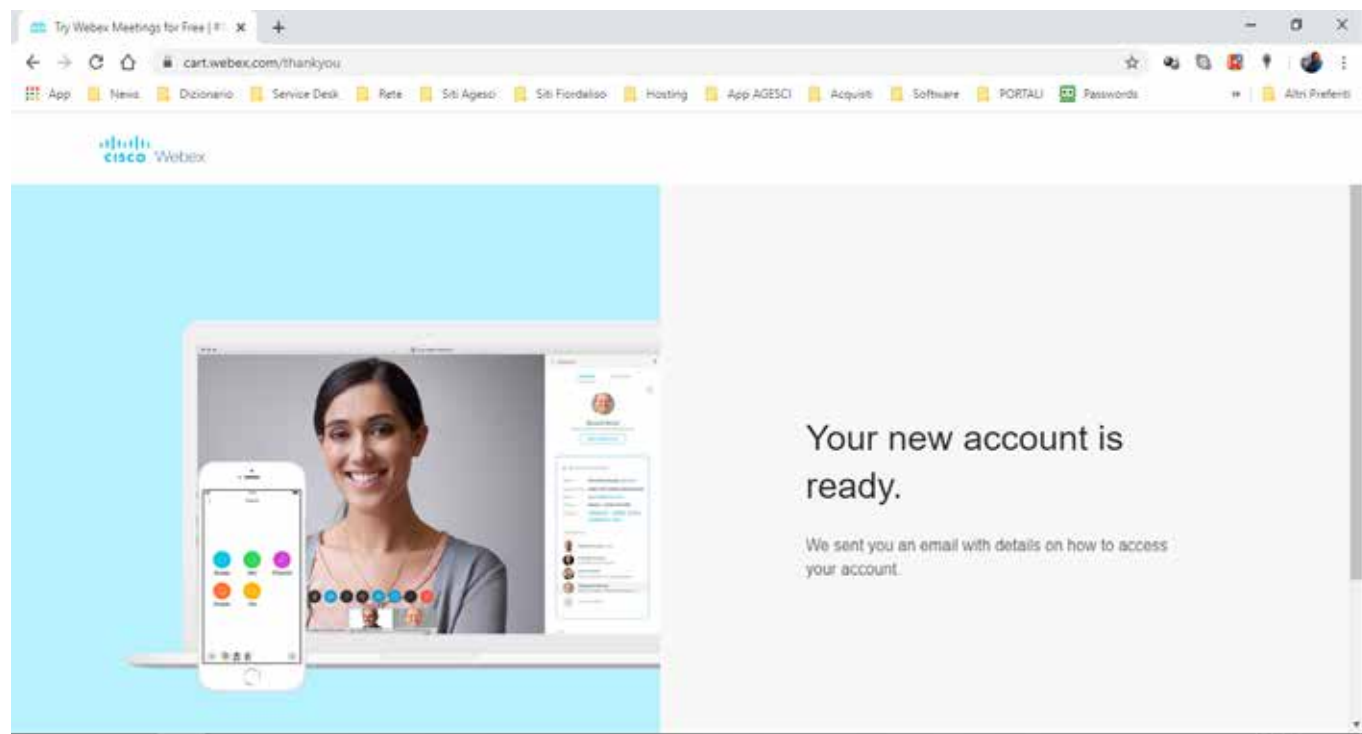 Try Webex Meetings for Free |
cart.webex.com/thankyou
App News Dizionario Service Desk Rete Siti Agesci Siti Fiordaliso Hosting App AGESCI Acquisti Software PORTALI Passwords Altri Preferiti
cisco Webex
Your new account is
ready.
We sent you an email with details on how to access
your account.